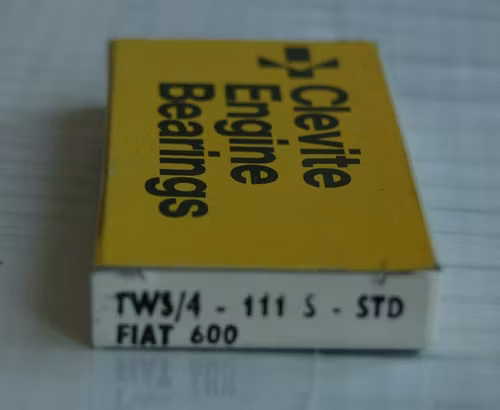 Clevite
Engine
Bearings
TWS/4 - 111 S - STD
FIAT 600